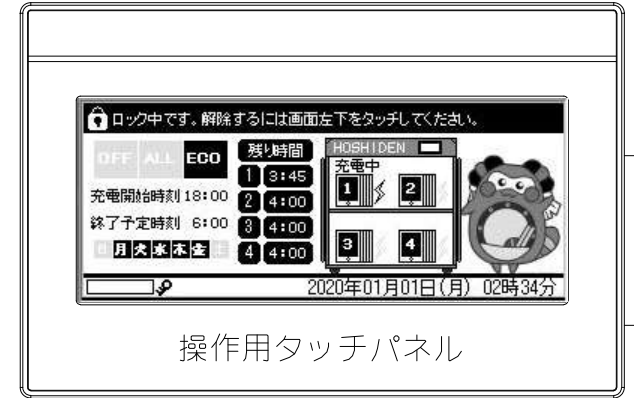 ロック中です。解除するには画面左下をタッチしてください。
OFF ALL ECO
充電開始時刻 18:00
終了予定時刻 6:00
日 月 火 水 木 金 土
残り時間
1 3:45
2 4:00
3 4:00
4 4:00
HOSHIDEN
充電中
1 2
3 4
2020年01月01日(月) 02時34分
操作用タッチパネル